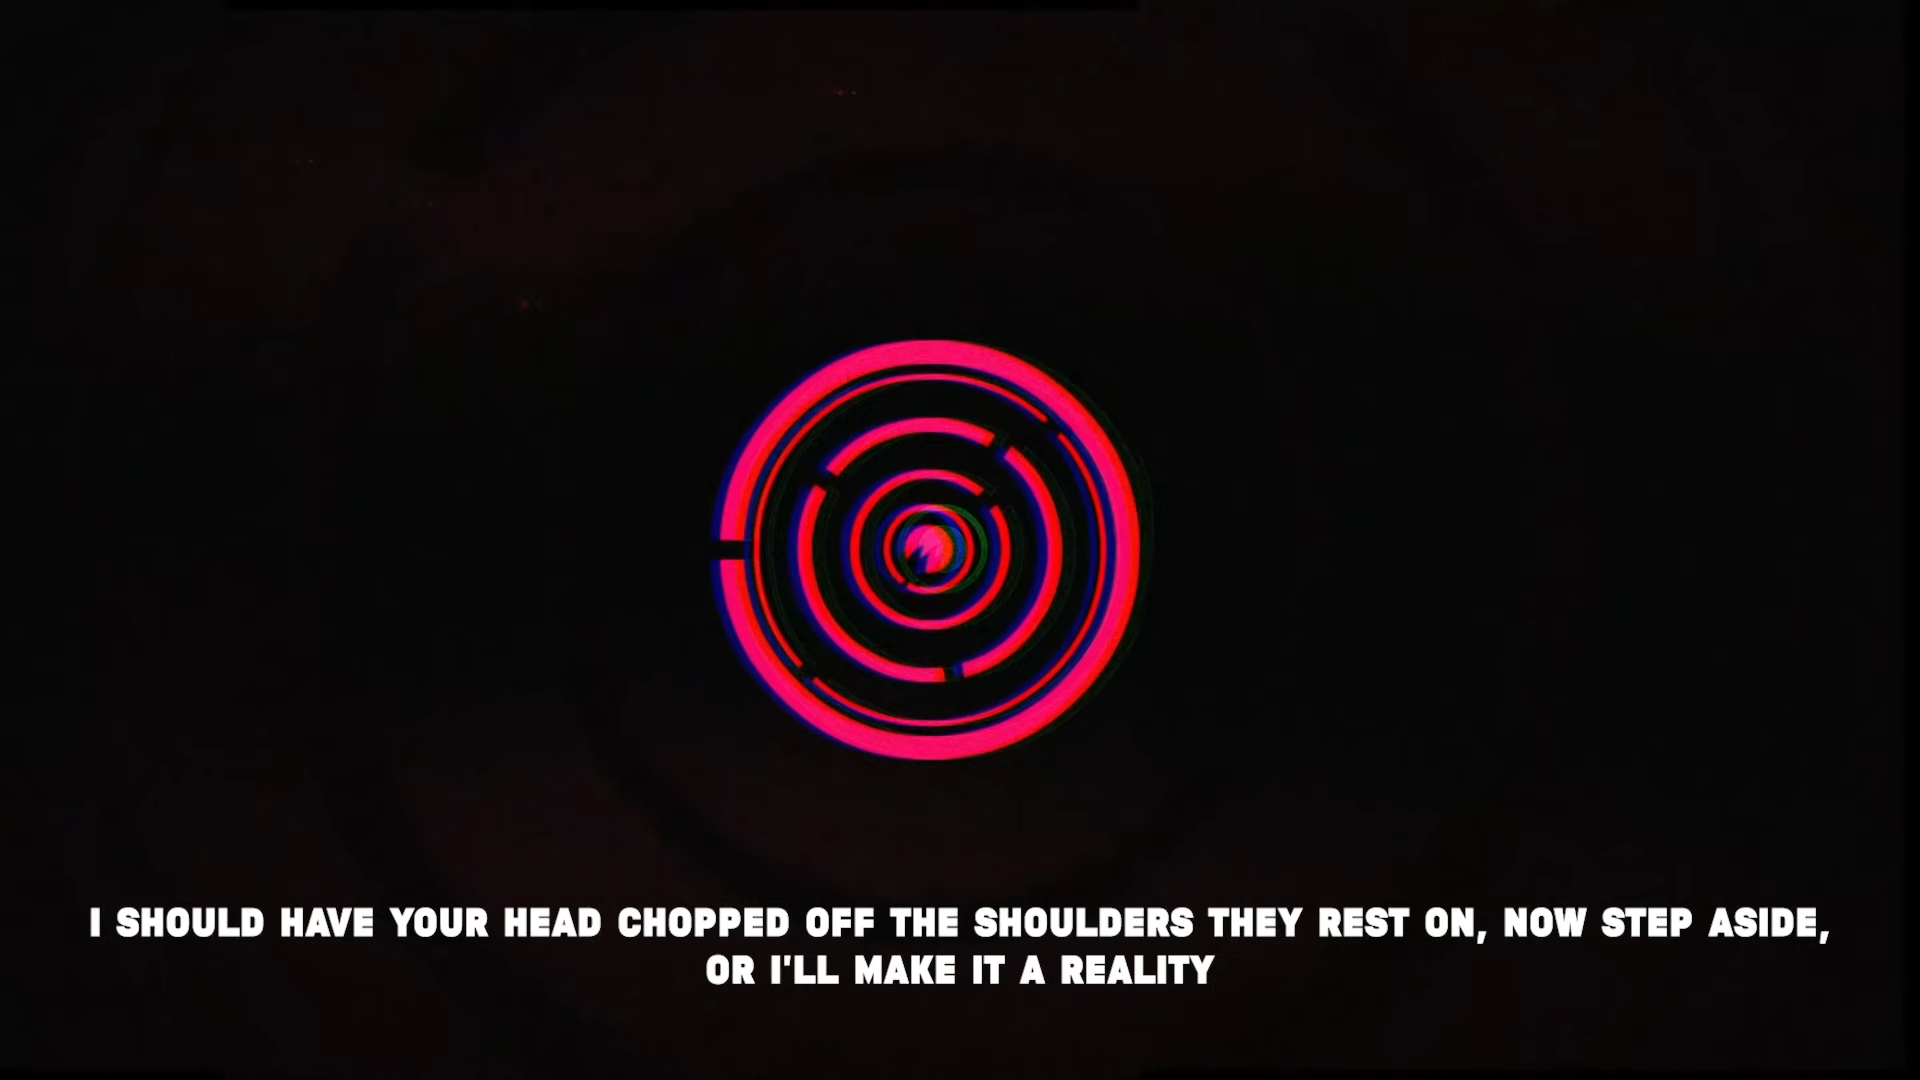 I SHOULD HAVE YOUR HEAD CHOPPED OFF THE SHOULDERS THEY REST ON, NOW STEP ASIDE,
OR I'LL MAKE IT A REALITY